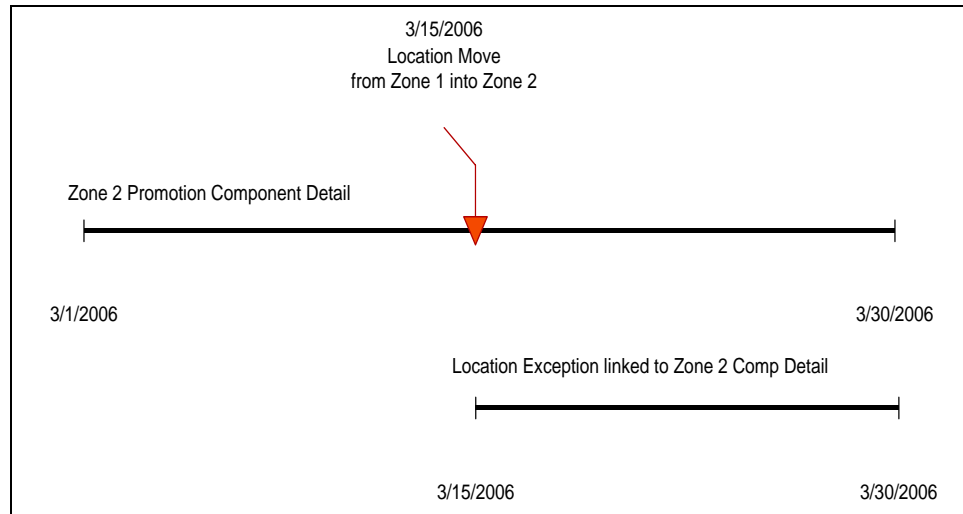 3/15/2006
Location Move
from Zone 1 into Zone 2
Zone 2 Promotion Component Detail
3/1/2006
3/30/2006
Location Exception linked to Zone 2 Comp Detail
3/15/2006
3/30/2006